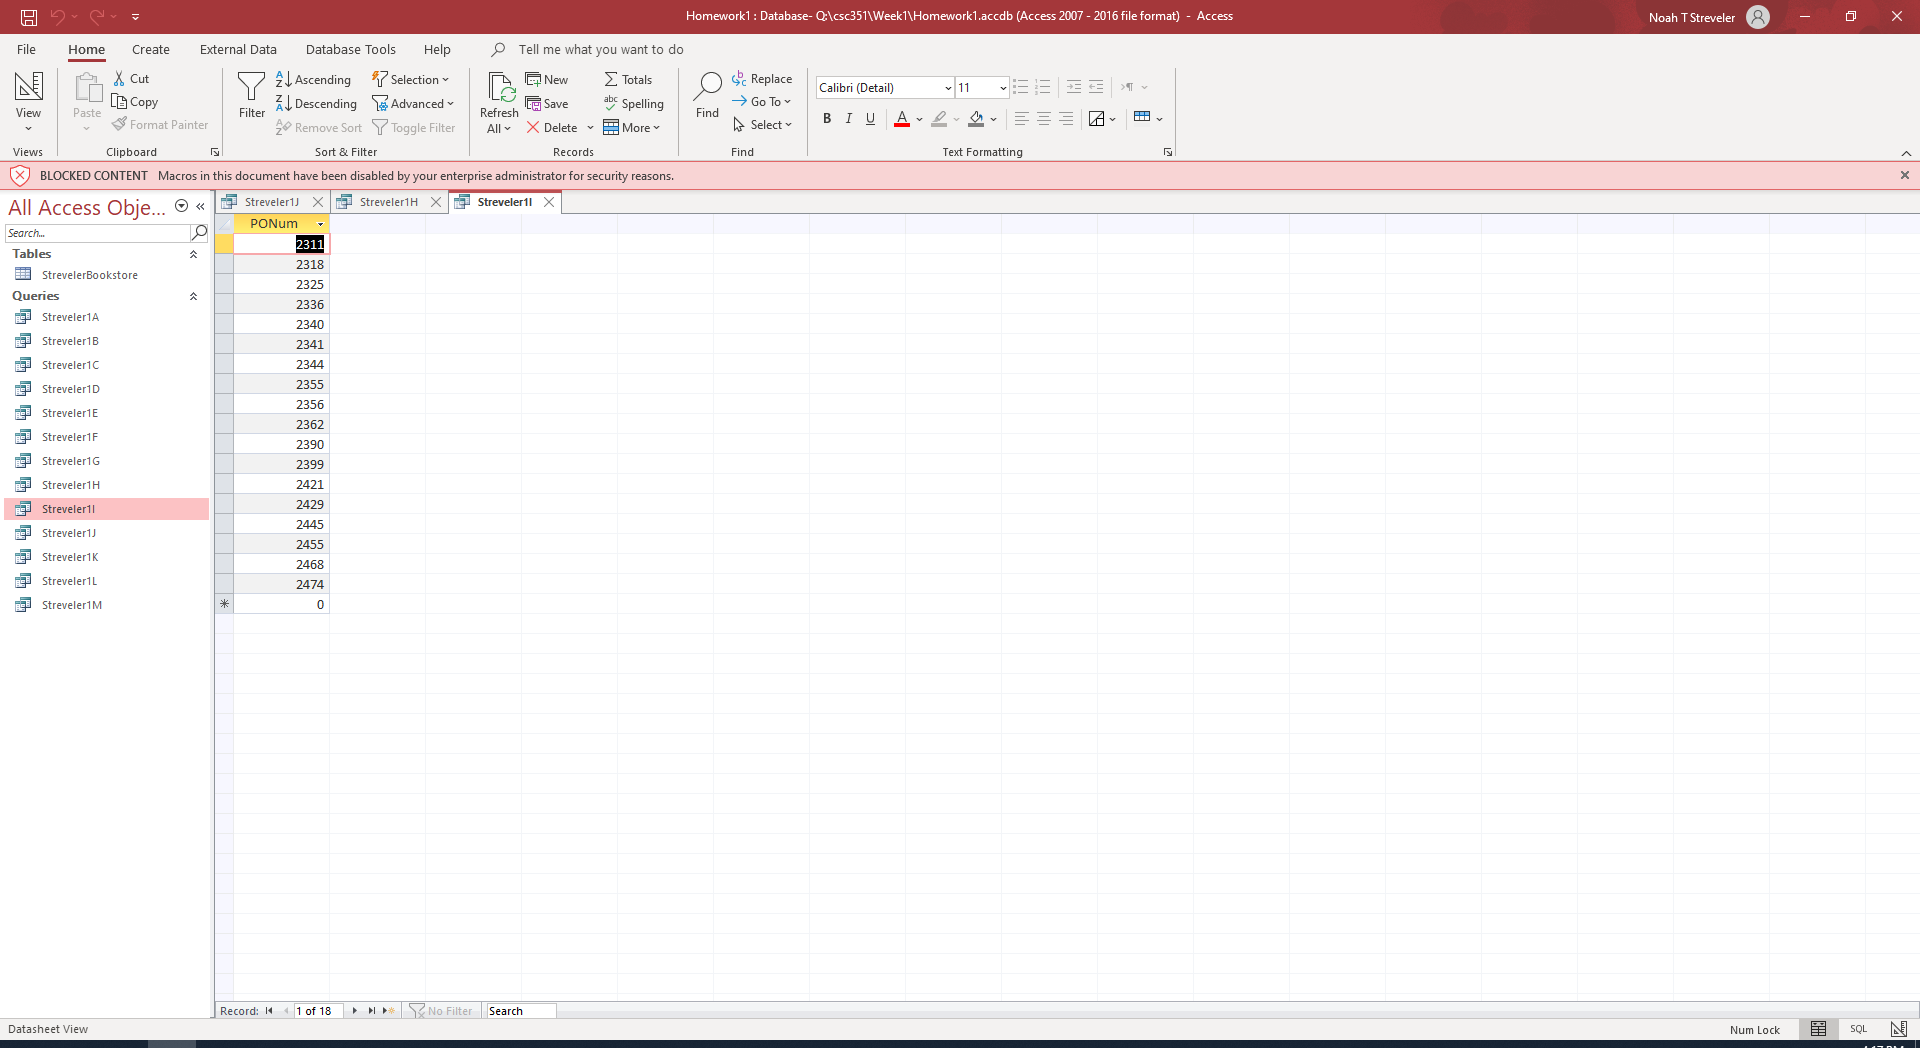 Homework1 : Database- Q:\csc351\Week1\Homework1.accdb (Access 2007 - 2016 file format) - Access
Noah T Streveler
File Home Create External Data Database Tools Help Tell me what you want to do
View
Views
Paste
Cut
Copy
Format Painter
Clipboard
Filter
Ascending
Descending
Remove Sort
Selection
Advanced
Toggle Filter
Sort & Filter
Refresh
All
New
Save
Delete
Totals
Spelling
More
Records
Find
Replace
Go To
Select
Find
Calibri (Detail) 11
B I U
Text Formatting
BLOCKED CONTENT Macros in this document have been disabled by your enterprise administrator for security reasons.
All Access Obje...
Search...
Tables
StrevelerBookstore
Queries
Streveler1A
Streveler1B
Streveler1C
Streveler1D
Streveler1E
Streveler1F
Streveler1G
Streveler1H
Streveler1I
Streveler1J
Streveler1K
Streveler1L
Streveler1M
Streveler1J Streveler1H Streveler1I
PONum
2311
2318
2325
2336
2340
2341
2344
2355
2356
2362
2390
2399
2421
2429
2445
2455
2468
2474
0
Record: 1 of 18 No Filter Search
Datasheet View
Num Lock
SQL